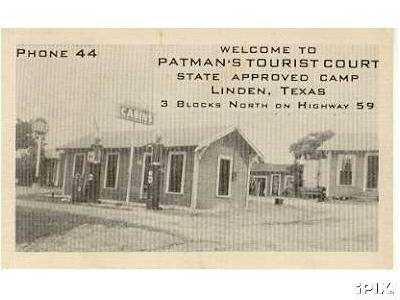 PHONE 44
WELCOME TO
PATMAN'S TOURIST COURT
STATE APPROVED CAMP
LINDEN, TEXAS
3 BLOCKS NORTH ON HIGHWAY 59
CABINS
iPIX